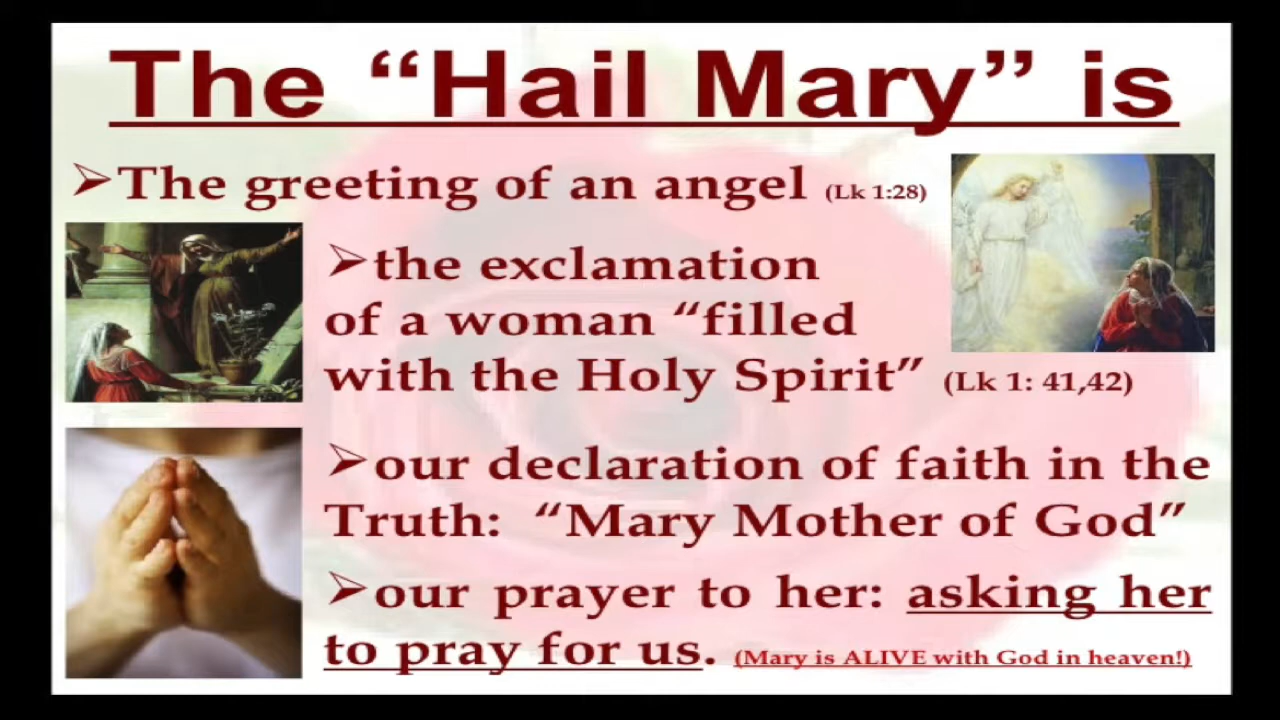 The “Hail Mary” is
➢The greeting of an angel (Lk 1:28)
➢the exclamation
of a woman “filled
with the Holy Spirit” (Lk 1: 41,42)
➢our declaration of faith in the
Truth: “Mary Mother of God”
➢our prayer to her: asking her
to pray for us. (Mary is ALIVE with God in heaven!)